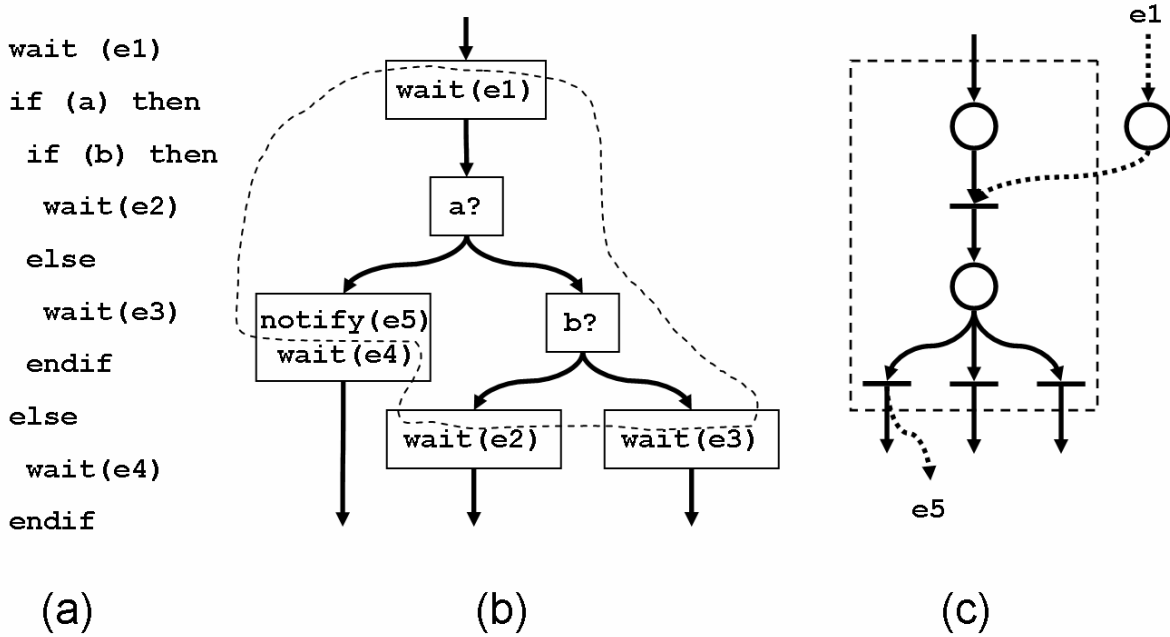 wait (e1)
if (a) then
if (b) then
wait(e2)
else
wait(e3)
endif
else
wait(e4)
endif
(a)
wait(e1)
a?
notify(e5)
wait(e4)
b?
wait(e2)
wait(e3)
(b)
e1
e5
(c)